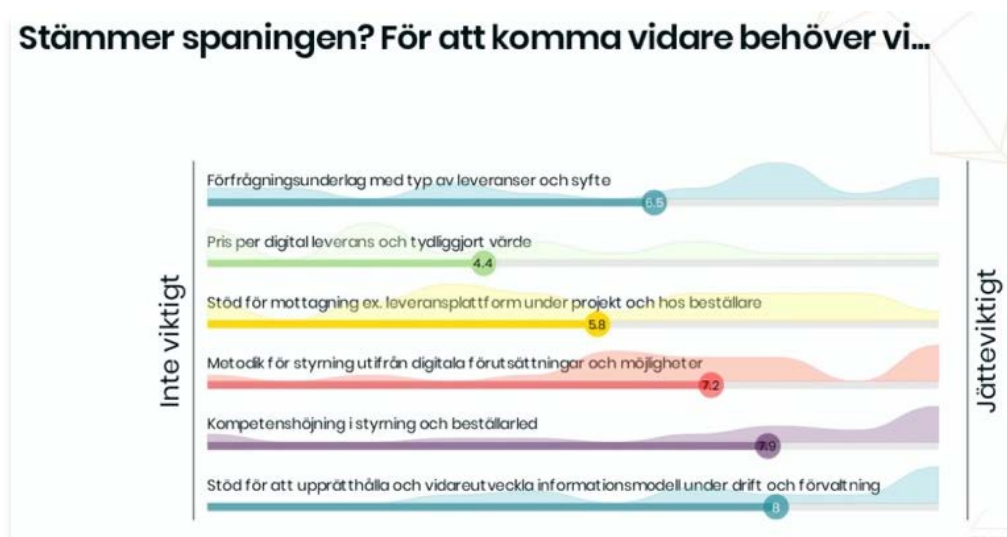 Stämmer spaningen? För att komma vidare behöver vi...
Förfrågningsunderlag med typ av leveranser och syfte
6.5
Pris per digital leverans och tydliggjort värde
4.4
Stöd för mottagning ex. leveransplattform under projekt och hos beställare
5.8
Metodik för styrning utifrån digitala förutsättningar och möjligheter
7.2
Kompetenshöjning i styrning och beställarled
7.9
Stöd för att upprätthålla och vidareutveckla informationsmodell under drift och förvaltning
8
Inte viktigt
Jätteviktigt